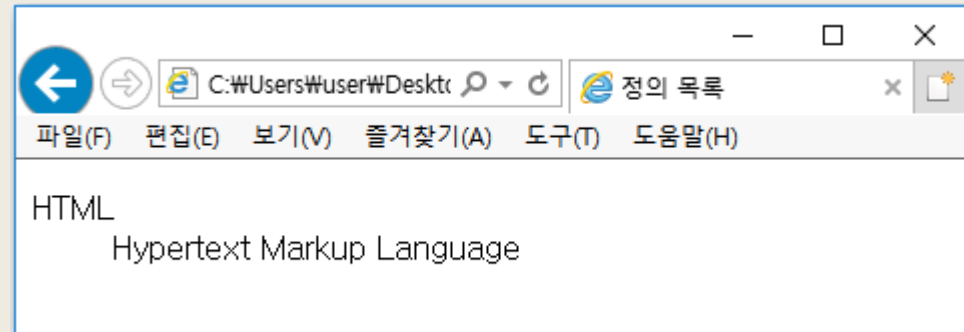 C:₩Users₩user₩Deskto
정의 목록
파일(F) 편집(E) 보기(V) 즐겨찾기(A) 도구(T) 도움말(H)
HTML
Hypertext Markup Language